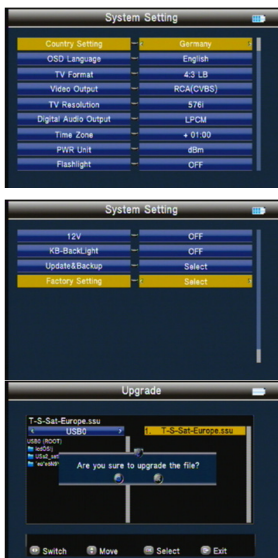 System Setting
Country Setting Germany
OSD Language English
TV Format 4:3 LB
Video Output RCA(CVBS)
TV Resolution 576i
Digital Audio Output LPCM
Time Zone + 01:00
PWR Unit dBm
Flashlight OFF
System Setting
12V OFF
KB-BackLight OFF
Update&Backup Select
Factory Setting Select
Upgrade
T-S-Sat-Europe.ssu
USB0 1. T-S-Sat-Europe.ssu
USB0 (ROOT)
Are you sure to upgrade the file?
Switch Move Select Exit